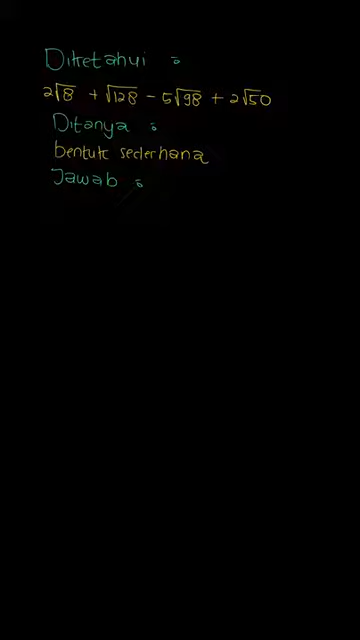 Diketahui :
2√8 + √128 - 5√98 + 2√50
Ditanya :
bentuk sederhana
Jawab :